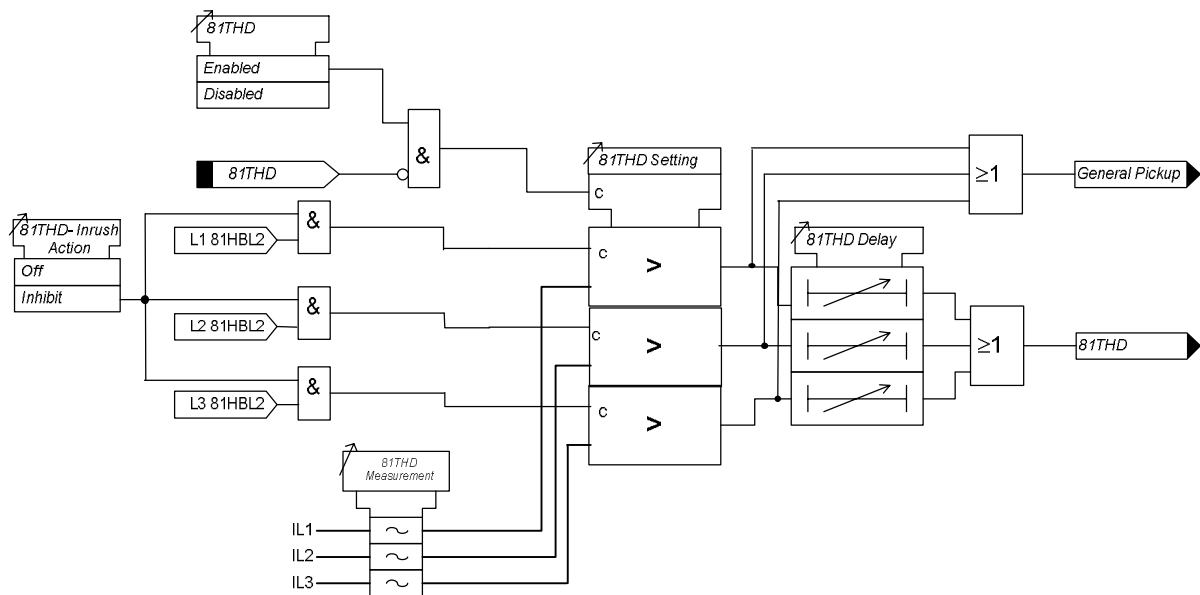 81THD
Enabled
Disabled
&
81THD
81THD Setting
c
≥1
General Pickup
81THD- Inrush
Action
Off
Inhibit
L1 81HBL2
&
c
>
81THD Delay
L2 81HBL2
&
c
>
≥1
81THD
L3 81HBL2
&
c
>
81THD
Measurement
IL1
~
IL2
~
IL3
~